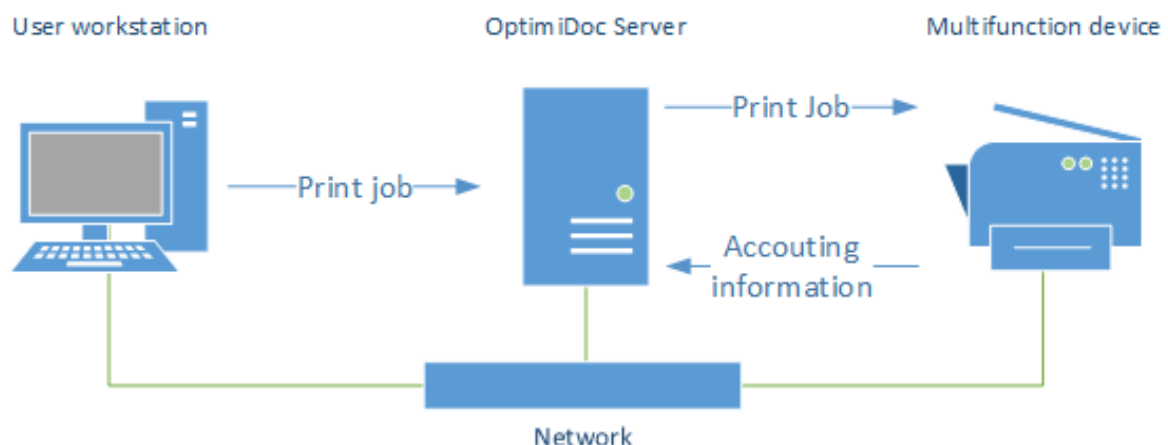 User workstation
OptimiDoc Server
Multifunction device
Print Job
Print job
Accouting
information
Network